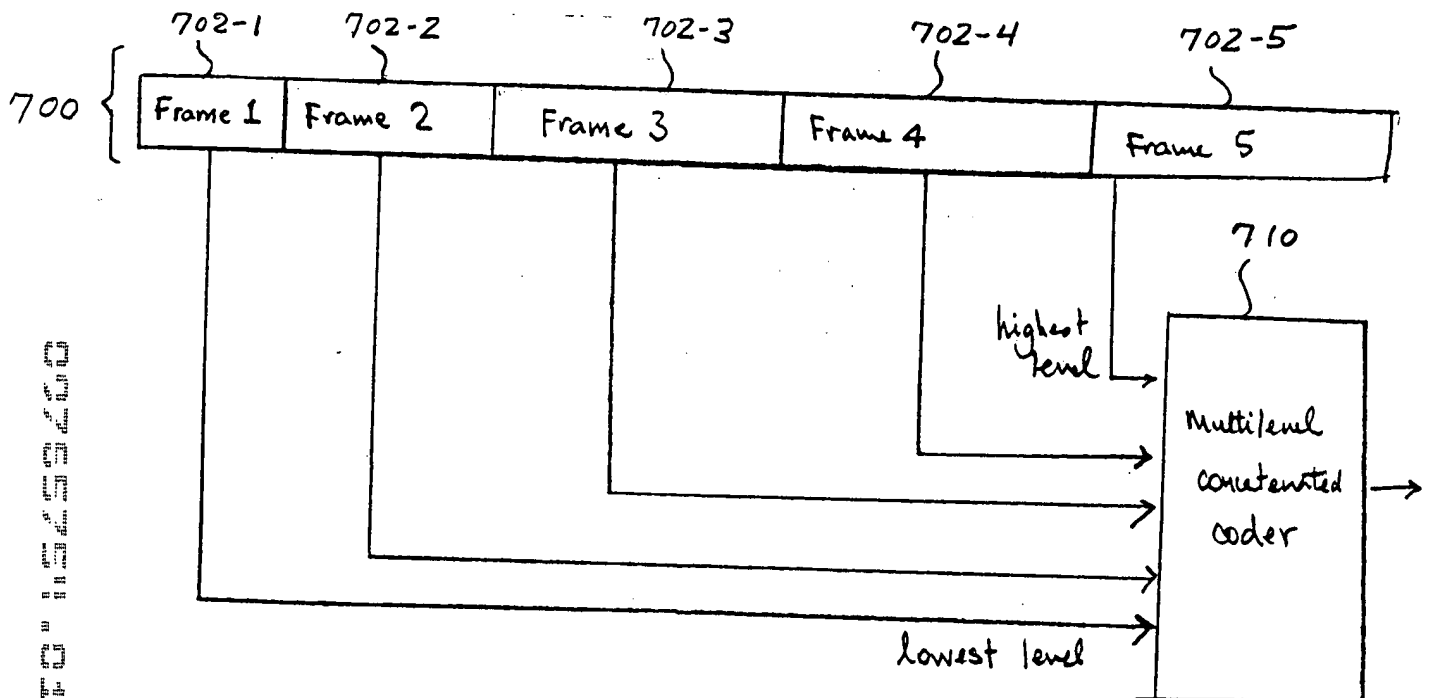 702-1 702-2 702-3 702-4 702-5
700
Frame 1 Frame 2 Frame 3 Frame 4 Frame 5
710
highest
level
Multilevel
concatenated
coder
lowest level